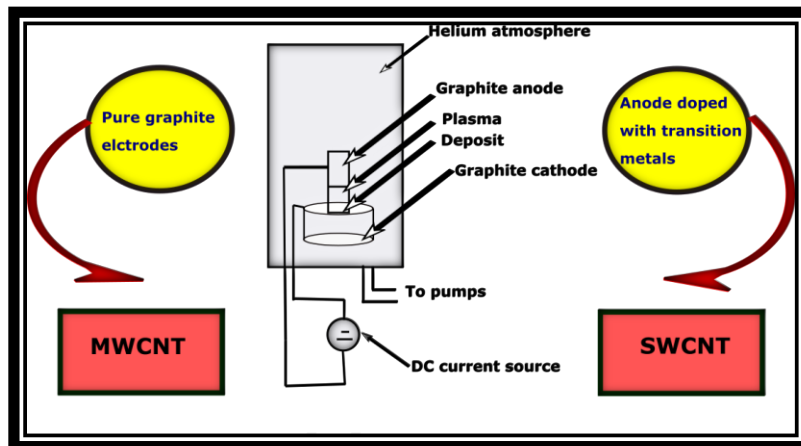 Helium atmosphere
Graphite anode
Plasma
Deposit
Graphite cathode
To pumps
DC current source
Pure graphite
elctrodes
MWCNT
Anode doped
with transition
metals
SWCNT